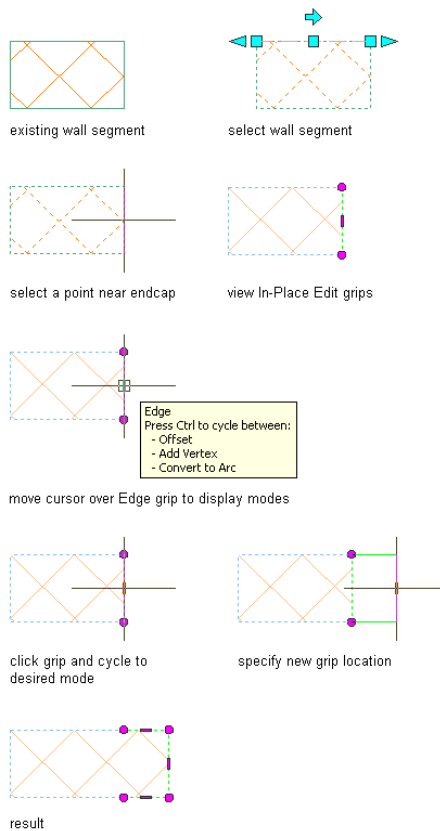 existing wall segment
select wall segment
select a point near endcap
view In-Place Edit grips
Edge
Press Ctrl to cycle between:
- Offset
- Add Vertex
- Convert to Arc
move cursor over Edge grip to display modes
click grip and cycle to
desired mode
specify new grip location
result